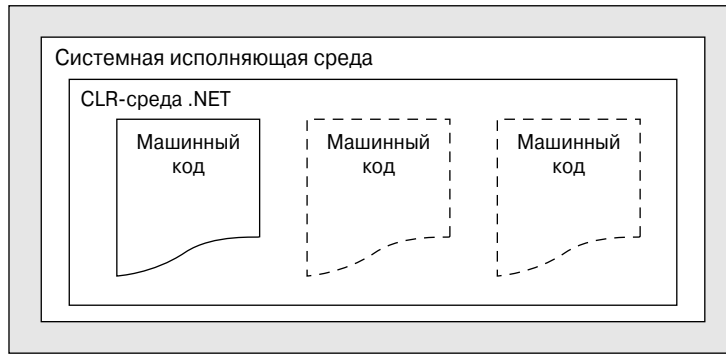 Системная исполняющая среда
CLR-среда .NET
Машинный
код
Машинный
код
Машинный
код